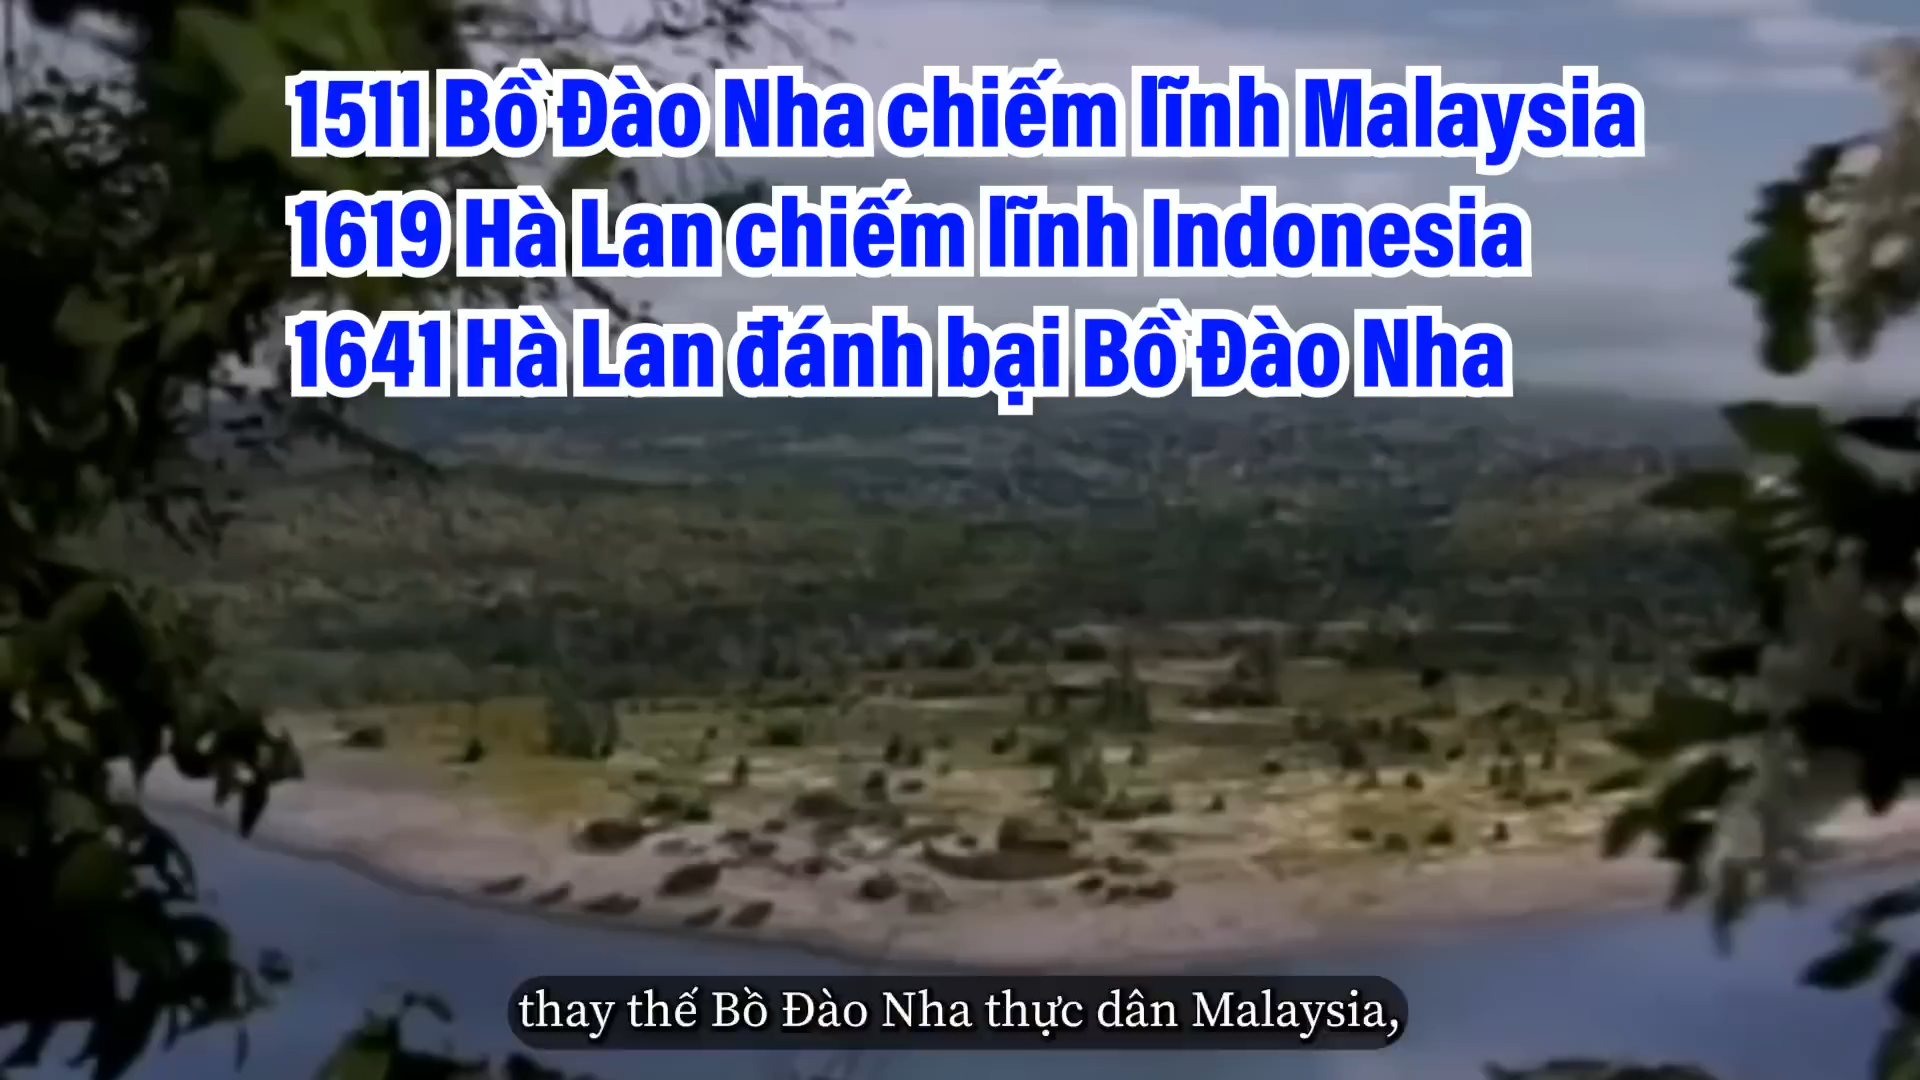 1511 Bồ Đào Nha chiếm lĩnh Malaysia
1619 Hà Lan chiếm lĩnh Indonesia
1641 Hà Lan đánh bại Bồ Đào Nha
thay thế Bồ Đào Nha thực dân Malaysia,